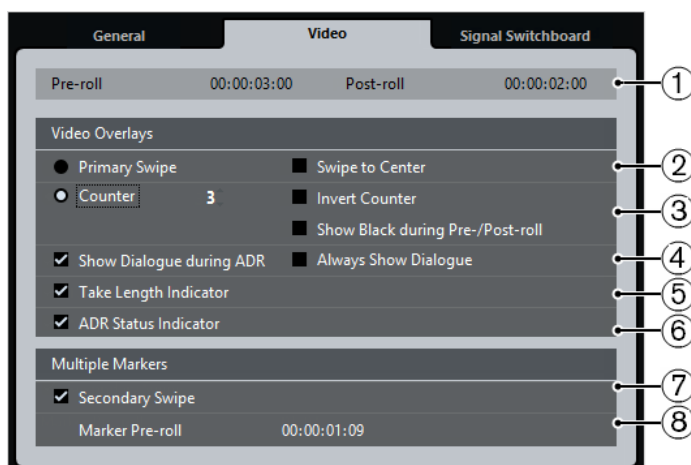 General Video Signal Switchboard
Pre-roll 00:00:03:00 Post-roll 00:00:02:00 1
Video Overlays
Primary Swipe Swipe to Center 2
Counter 3 Invert Counter
3
Show Black during Pre-/Post-roll
Show Dialogue during ADR Always Show Dialogue 4
Take Length Indicator 5
ADR Status Indicator 6
Multiple Markers
7
Secondary Swipe
Marker Pre-roll 00:00:01:09 8